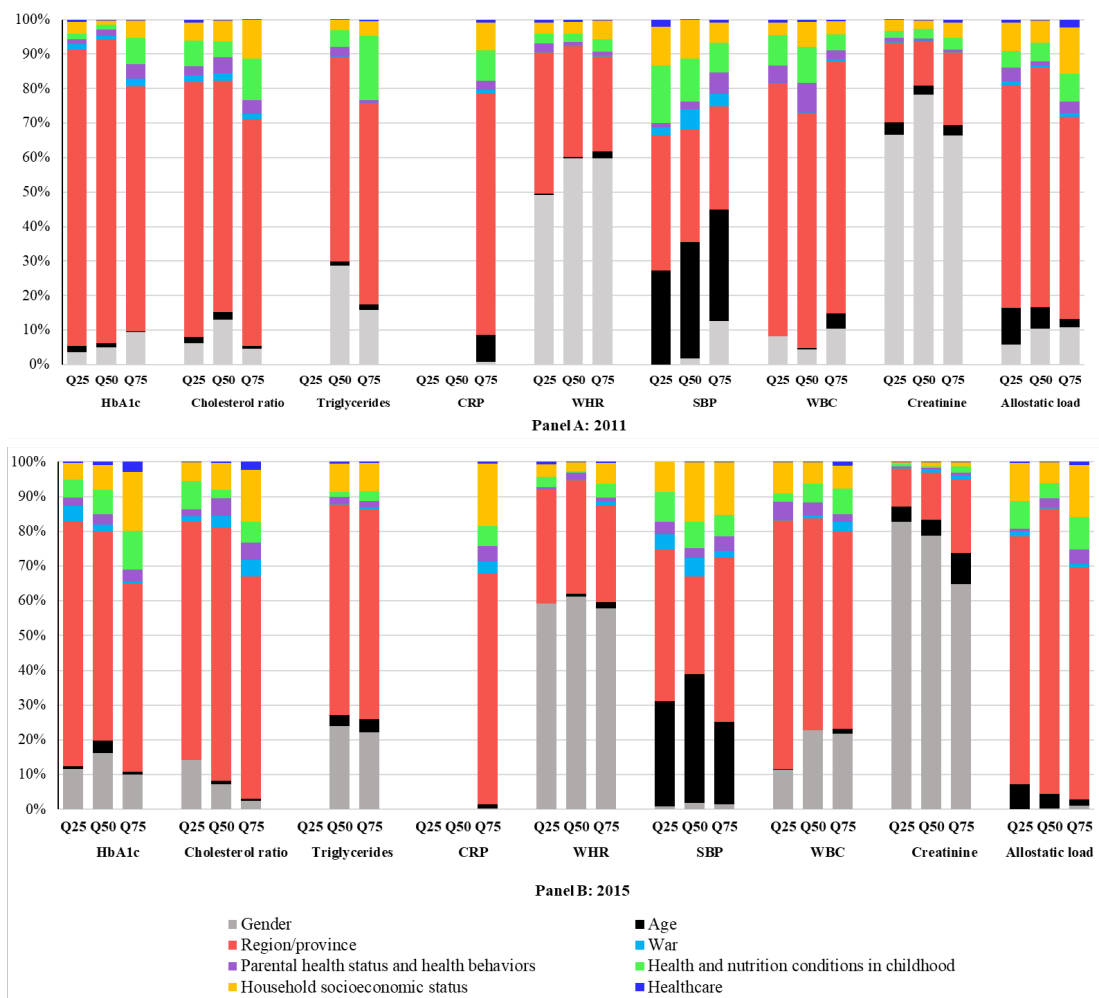 100%
90%
80%
70%
60%
50%
40%
30%
20%
10%
0%
Q25 Q50 Q75 Q25 Q50 Q75 Q25 Q50 Q75 Q25 Q50 Q75 Q25 Q50 Q75 Q25 Q50 Q75 Q25 Q50 Q75 Q25 Q50 Q75 Q25 Q50 Q75
HbA1c Cholesterol ratio Triglycerides CRP WHR SBP WBC Creatinine Allostatic load
Panel A: 2011
100%
90%
80%
70%
60%
50%
40%
30%
20%
10%
0%
Q25 Q50 Q75 Q25 Q50 Q75 Q25 Q50 Q75 Q25 Q50 Q75 Q25 Q50 Q75 Q25 Q50 Q75 Q25 Q50 Q75 Q25 Q50 Q75 Q25 Q50 Q75
HbA1c Cholesterol ratio Triglycerides CRP WHR SBP WBC Creatinine Allostatic load
Panel B: 2015
Gender Age
Region/province War
Parental health status and health behaviors Health and nutrition conditions in childhood
Household socioeconomic status Healthcare